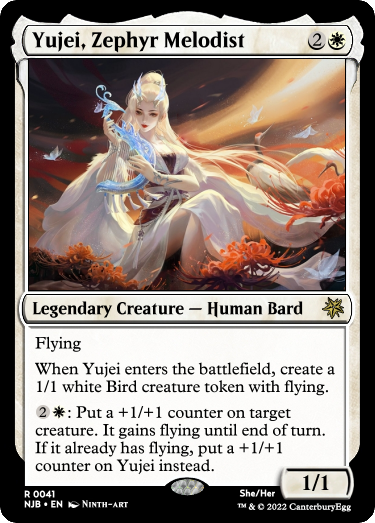 Yujei, Zephyr Melodist 2
Legendary Creature — Human Bard
Flying
When Yujei enters the battlefield, create a
1/1 white Bird creature token with flying.
2 : Put a +1/+1 counter on target
creature. It gains flying until end of turn.
If it already has flying, put a +1/+1
counter on Yujei instead.
1/1
R 0041 She/Her
NJB • EN Ninth-Art ™ & © 2022 CanterburyEgg